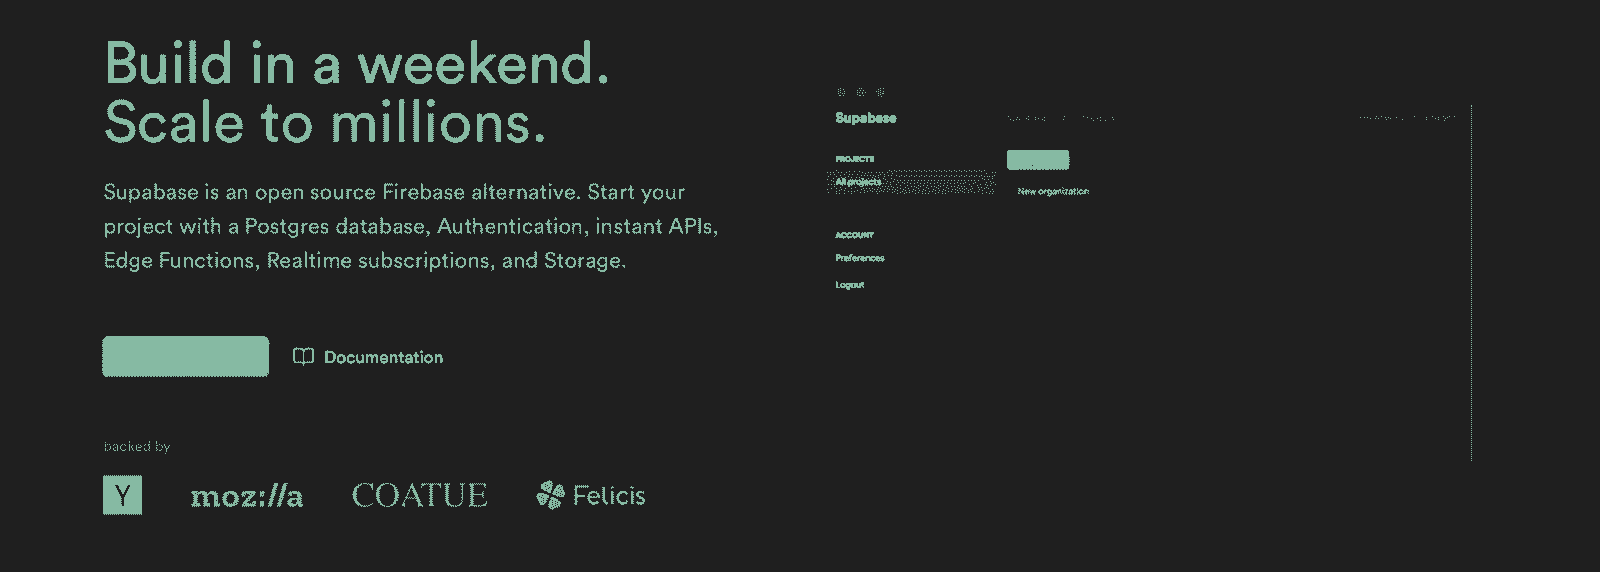 Build in a weekend.
Scale to millions.
Supabase is an open source Firebase alternative. Start your
project with a Postgres database, Authentication, instant APIs,
Edge Functions, Realtime subscriptions, and Storage.
Documentation
backed by
Y
moz://a
COATUE
Felicis
Supabase
PROJECTS
All projects
New organization
ACCOUNT
Preferences
Logout